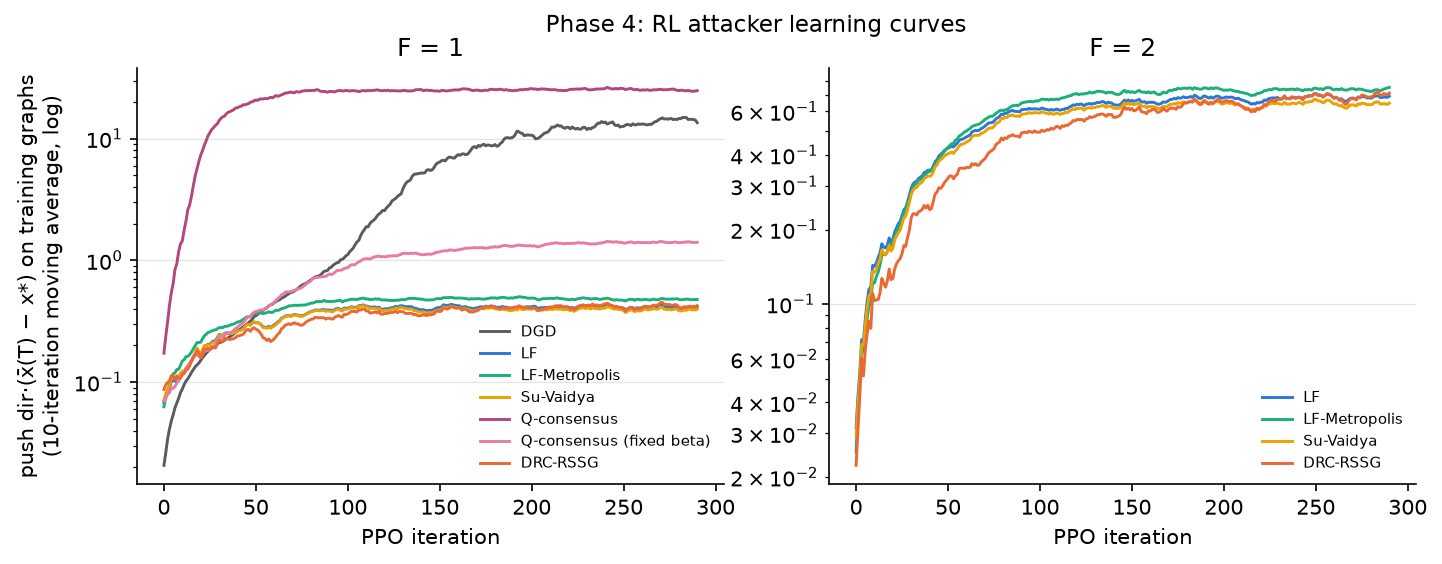 Phase 4: RL attacker learning curves
F = 1
F = 2
push dir·(x̄(T) − x*) on training graphs
(10-iteration moving average, log)
10¹
10⁰
10⁻¹
DGD
LF
LF-Metropolis
Su-Vaidya
Q-consensus
Q-consensus (fixed beta)
DRC-RSSG
0 50 100 150 200 250 300
PPO iteration
6 × 10⁻¹
4 × 10⁻¹
3 × 10⁻¹
2 × 10⁻¹
10⁻¹
6 × 10⁻²
4 × 10⁻²
3 × 10⁻²
2 × 10⁻²
LF
LF-Metropolis
Su-Vaidya
DRC-RSSG
0 50 100 150 200 250 300
PPO iteration